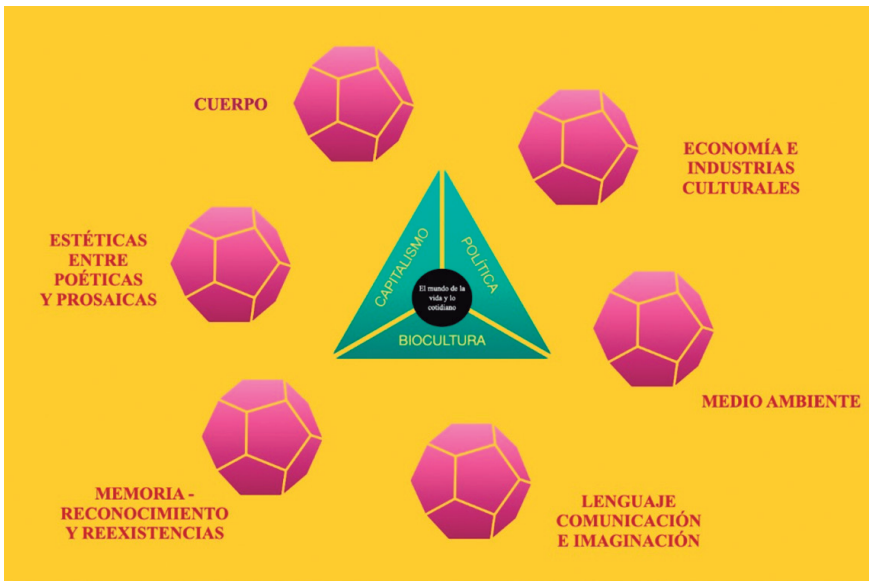 CUERPO
ECONOMÍA E
INDUSTRIAS
CULTURALES
ESTÉTICAS
ENTRE
POÉTICAS
Y PROSAICAS
CAPITALISMO
POLÍTICA
El mundo de la
vida y lo
cotidiano
BIOCULTURA
MEDIO AMBIENTE
MEMORIA -
RECONOCIMIENTO
Y REEXISTENCIAS
LENGUAJE
COMUNICACIÓN
E IMAGINACIÓN